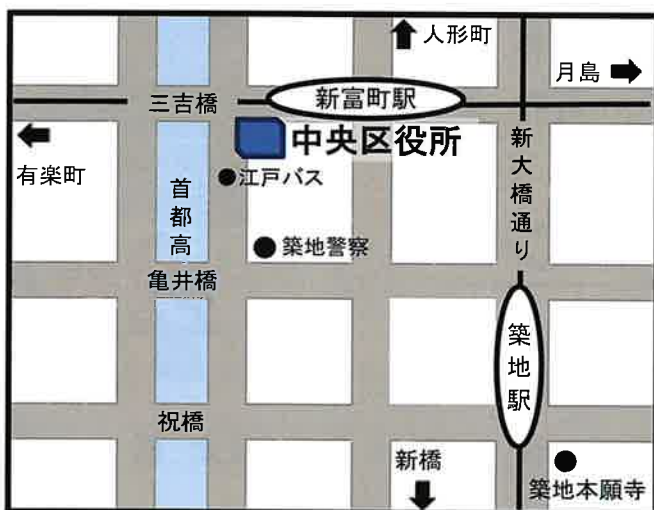 人形町
月島
新富町駅
三吉橋
中央区役所
有楽町
江戸バス
首都高
新大橋通り
築地警察
亀井橋
築地駅
祝橋
新橋
築地本願寺